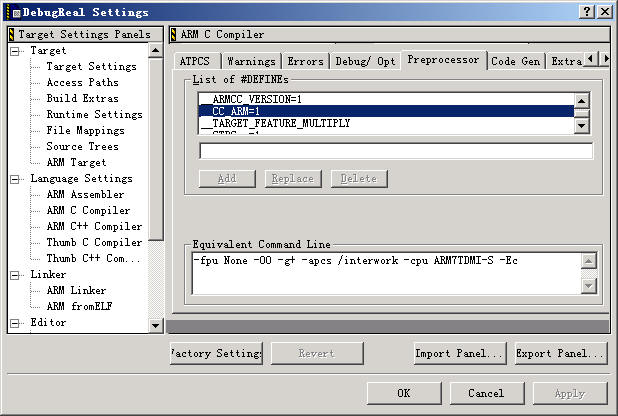 DebugReal Settings
Target Settings Panels
Target
Target Settings
Access Paths
Build Extras
Runtime Settings
File Mappings
Source Trees
ARM Target
Language Settings
ARM Assembler
ARM C Compiler
ARM C++ Compiler
Thumb C Compiler
Thumb C++ Com...
Linker
ARM Linker
ARM fromELF
Editor
ARM C Compiler
ATPCS Warnings Errors Debug/ Opt Preprocessor Code Gen Extra
List of #DEFINEs
__ARMCC_VERSION=1
__CC_ARM=1
__TARGET_FEATURE_MULTIPLY
Add Replace Delete
Equivalent Command Line
-fpu None -O0 -g+ -apcs /interwork -cpu ARM7TDMI-S -Ec
Factory Setting
Revert
Import Panel...
Export Panel...
OK Cancel Apply